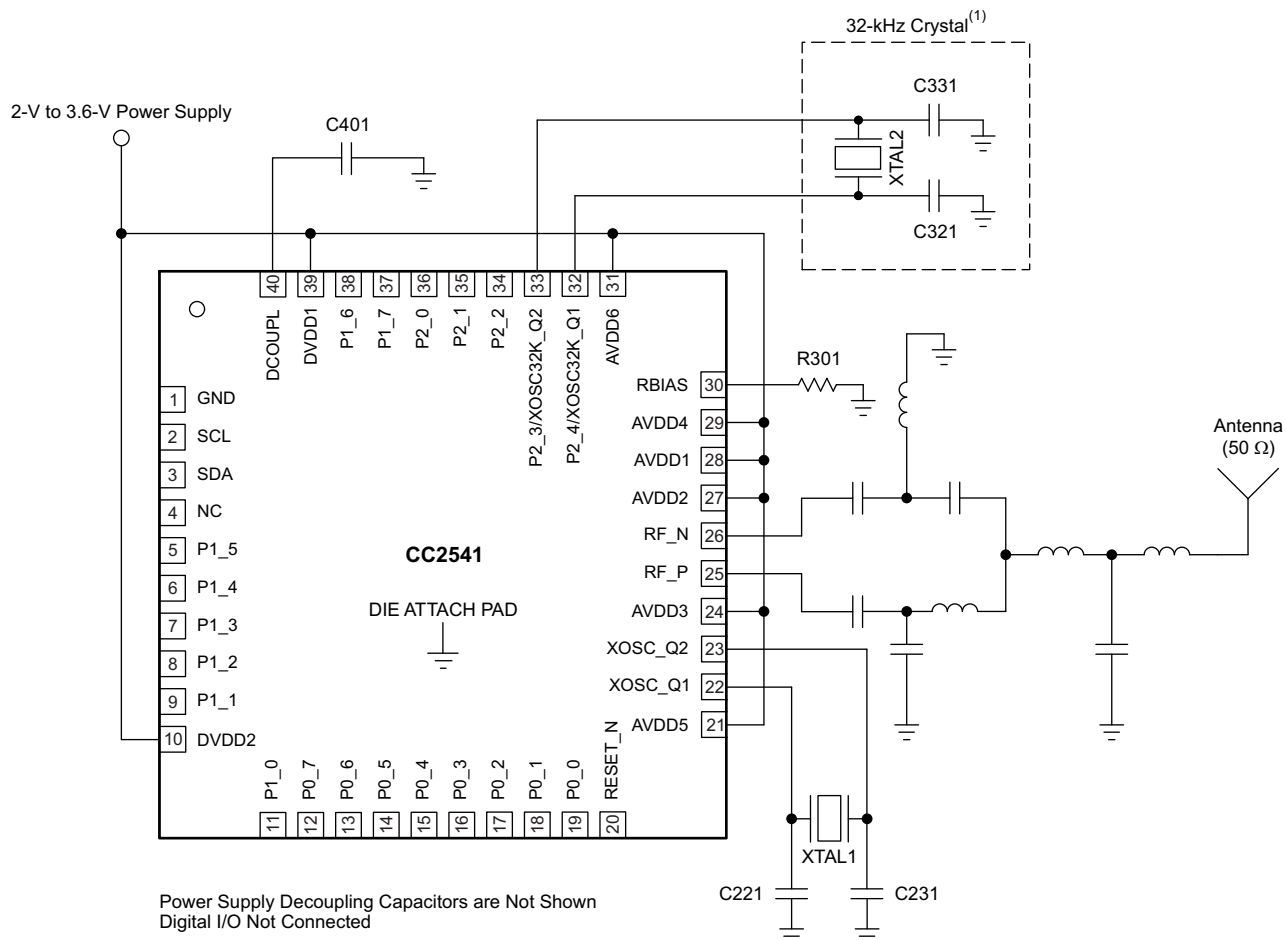 32-kHz Crystal(1)
2-V to 3.6-V Power Supply
C401
C331
XTAL2
C321
40
39
38
37
36
35
34
33
32
31
DCOUPL
DVDD1
P1_6
P1_7
P2_0
P2_1
P2_2
P2_3/XOSC32K_Q2
P2_4/XOSC32K_Q1
AVDD6
1 GND
2 SCL
3 SDA
4 NC
5 P1_5
6 P1_4
7 P1_3
8 P1_2
9 P1_1
10 DVDD2
CC2541
DIE ATTACH PAD
RBIAS 30
AVDD4 29
AVDD1 28
AVDD2 27
RF_N 26
RF_P 25
AVDD3 24
XOSC_Q2 23
XOSC_Q1 22
AVDD5 21
R301
Antenna
(50 Ω)
P1_0
P0_7
P0_6
P0_5
P0_4
P0_3
P0_2
P0_1
P0_0
RESET_N
11
12
13
14
15
16
17
18
19
20
XTAL1
C221
C231
Power Supply Decoupling Capacitors are Not Shown
Digital I/O Not Connected